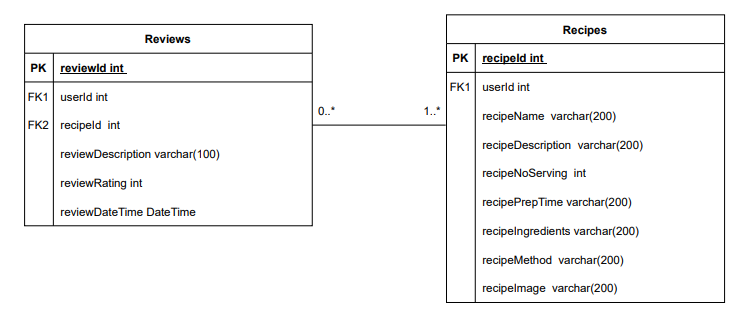 Reviews
PK reviewId int
FK1 userId int
FK2 recipeId int
reviewDescription varchar(100)
reviewRating int
reviewDateTime DateTime
0..*
1..*
Recipes
PK recipeId int
FK1 userId int
recipeName varchar(200)
recipeDescription varchar(200)
recipeNoServing int
recipePrepTime varchar(200)
recipeIngredients varchar(200)
recipeMethod varchar(200)
recipeImage varchar(200)